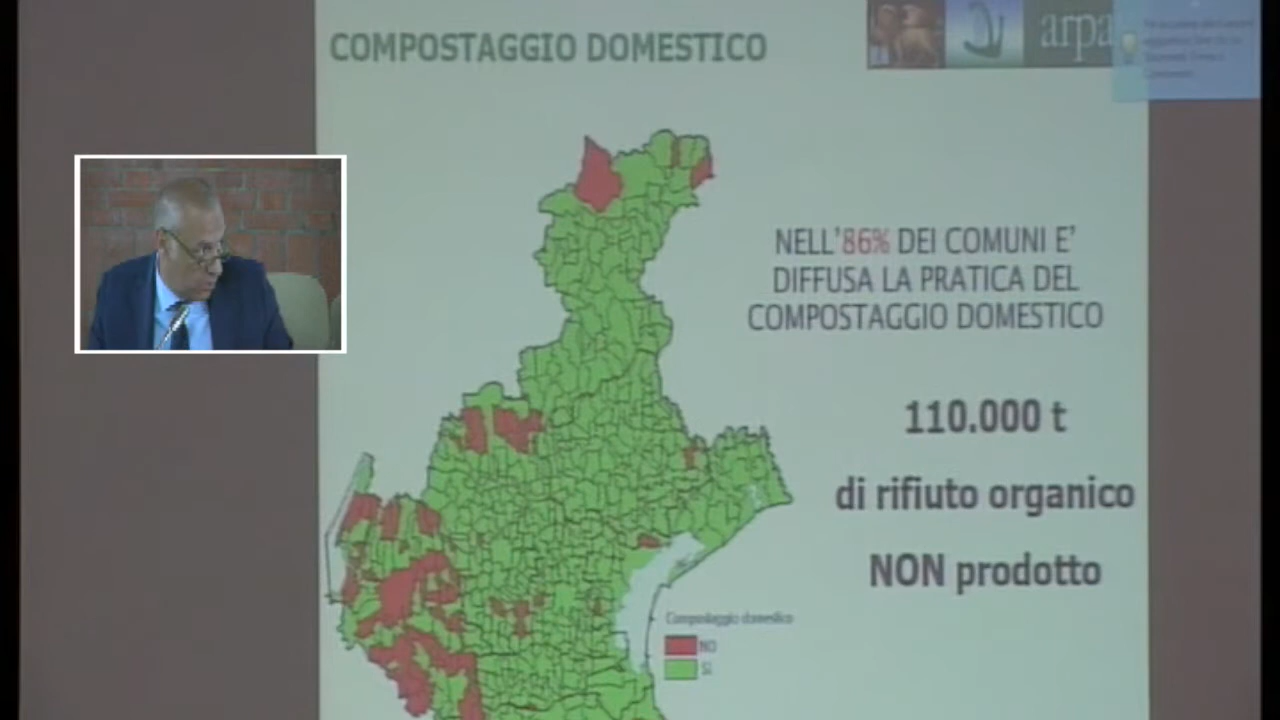 COMPOSTAGGIO DOMESTICO
arpa
NELL'86% DEI COMUNI E'
DIFFUSA LA PRATICA DEL
COMPOSTAGGIO DOMESTICO
110.000 t
di rifiuto organico
NON prodotto
Compostaggio domestico
NO
SI